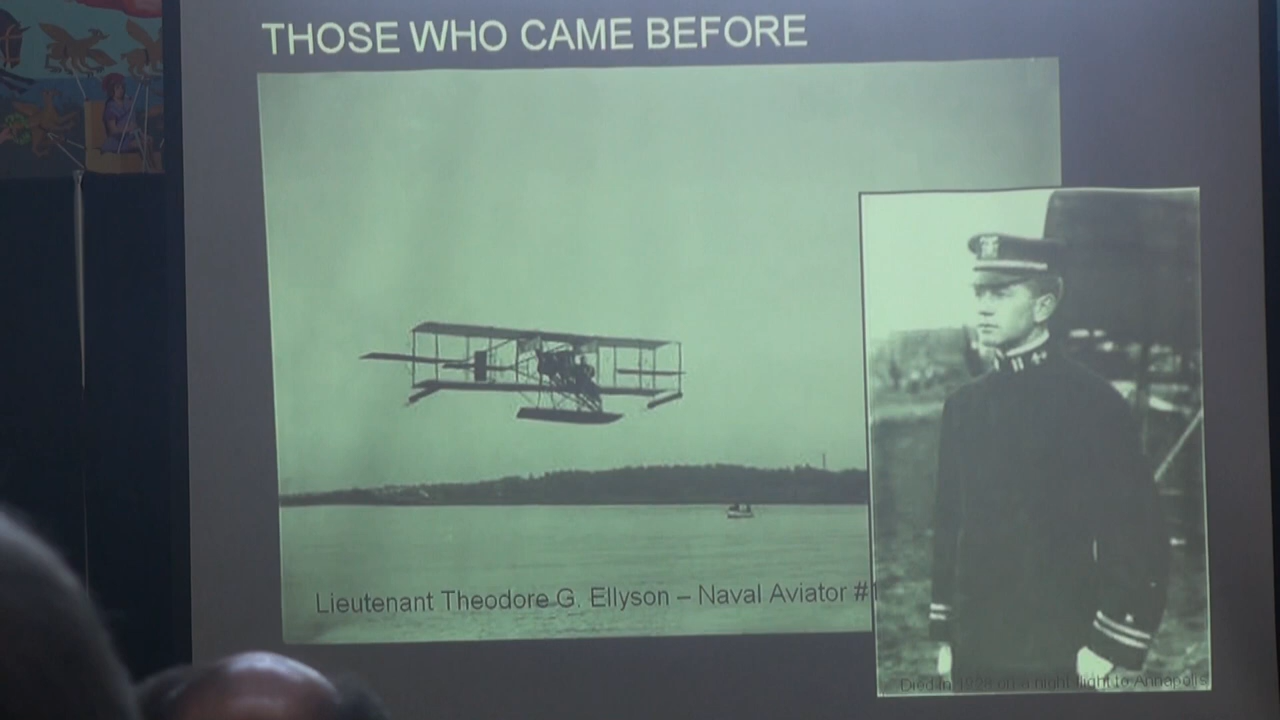 THOSE WHO CAME BEFORE
Lieutenant Theodore G. Ellyson – Naval Aviator #1
Died in 1928 on a night flight to Annapolis